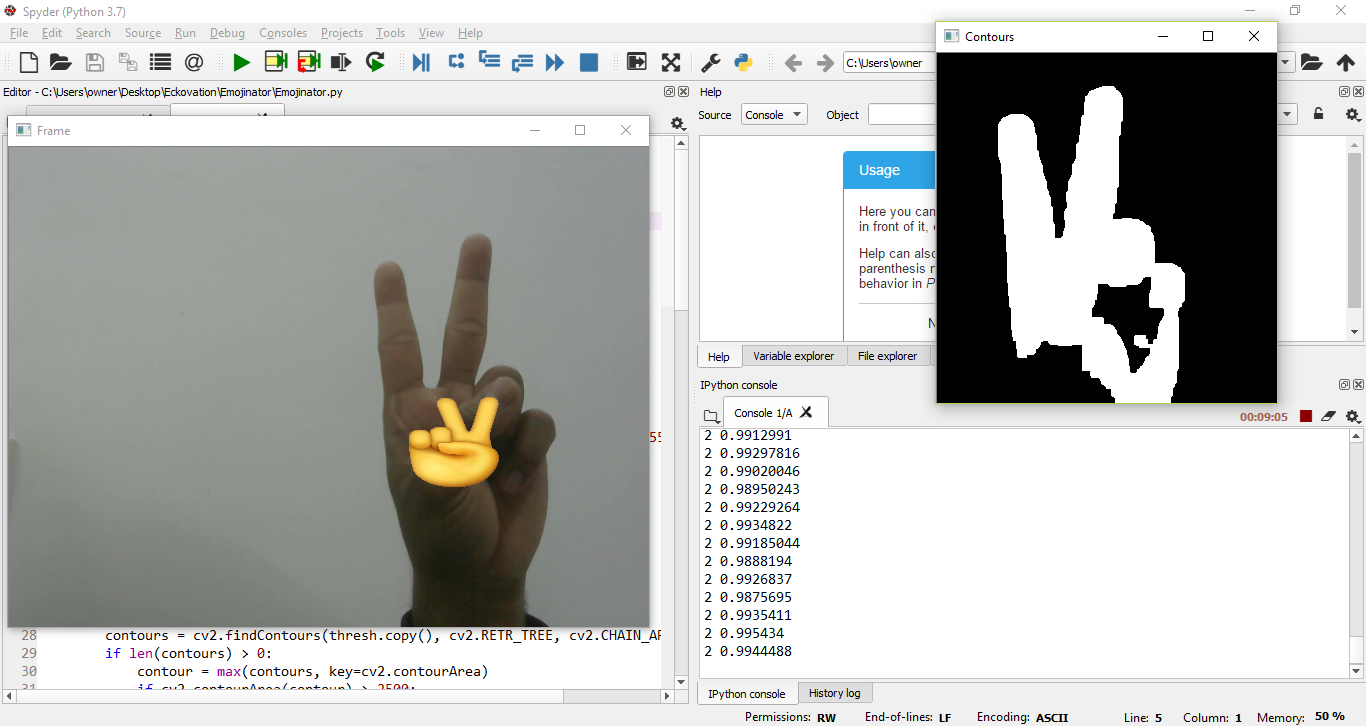 Spyder (Python 3.7)
File Edit Search Source Run Debug Consoles Projects Tools View Help
C:\Users\owner
Editor - C:\Users\owner\Desktop\Eckovation\Emojinator\Emojinator.py
Frame
55
28 contours = cv2.findContours(thresh.copy(), cv2.RETR_TREE, cv2.CHAIN_AP
29 if len(contours) > 0:
30 contour = max(contours, key=cv2.contourArea)
31 if cv2.contourArea(contour) > 2500:
Help
Source Console Object
Usage
Here you can
in front of it,
Help can also
parenthesis
behavior in P
N
Help Variable explorer File explorer
Contours
IPython console
Console 1/A
00:09:05
2 0.9912991
2 0.99297816
2 0.99020046
2 0.98950243
2 0.99229264
2 0.9934822
2 0.99185044
2 0.9888194
2 0.9926837
2 0.9875695
2 0.9935411
2 0.995434
2 0.9944488
IPython console History log
Permissions: RW End-of-lines: LF Encoding: ASCII Line: 5 Column: 1 Memory: 50 %